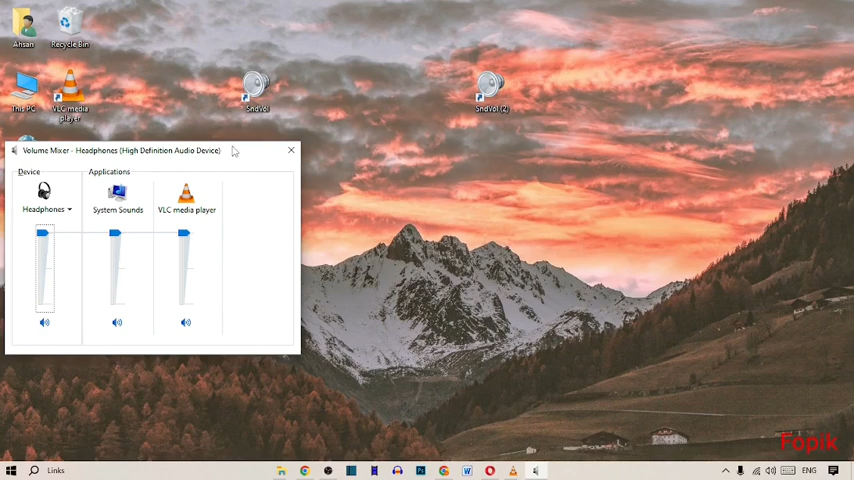 Ahsan
Recycle Bin
This PC
VLC media
player
SndVol
SndVol (2)
Volume Mixer - Headphones (High Definition Audio Device)
Device
Applications
Headphones
System Sounds
VLC media player
Fopik
Links
ENG